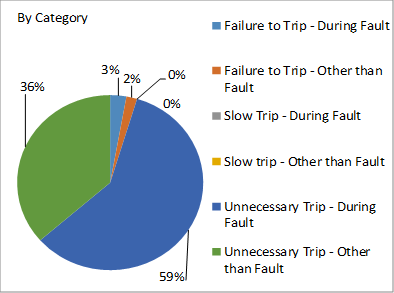 By Category
3%
2%
0%
0%
36%
59%
Failure to Trip - During Fault
Failure to Trip - Other than
Fault
Slow Trip - During Fault
Slow trip - Other than Fault
Unnecessary Trip - During
Fault
Unnecessary Trip - Other
than Fault